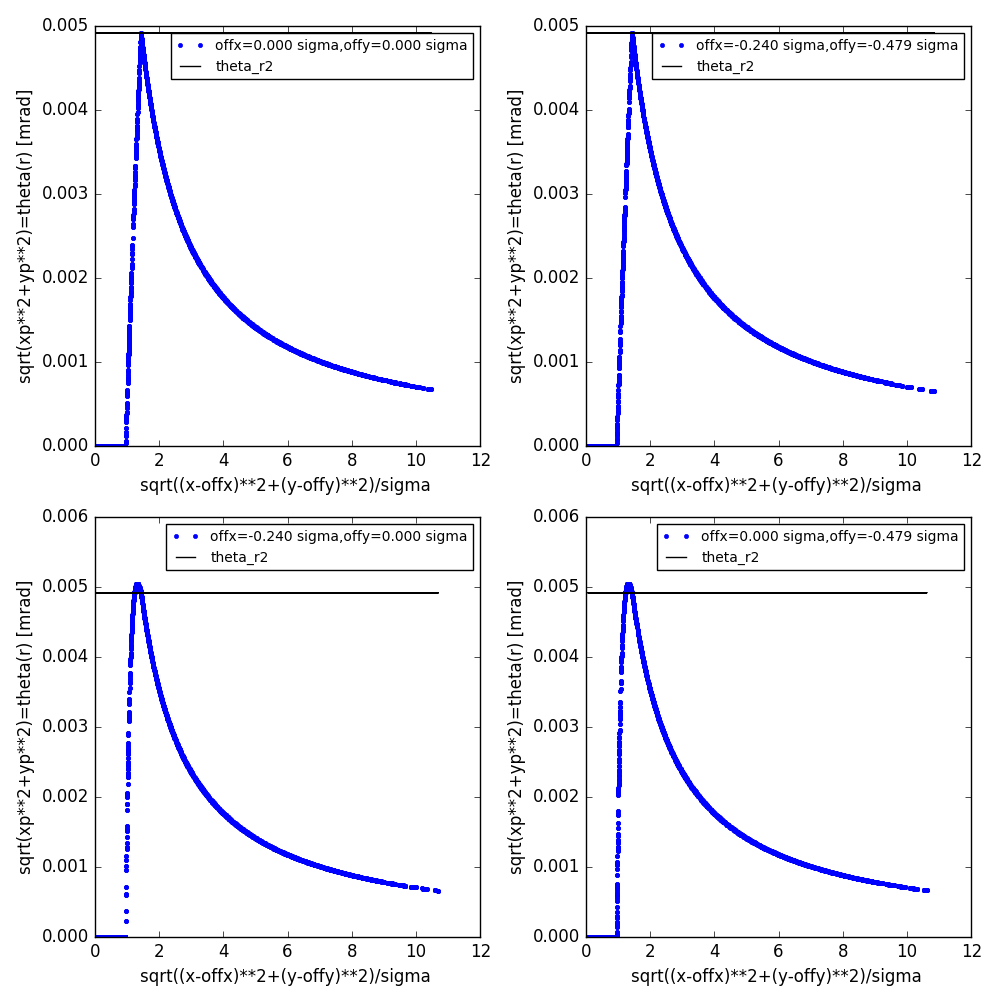 offx=0.000 sigma,offy=0.000 sigma
theta_r2
0.005
0.004
0.003
0.002
0.001
0.000
0 2 4 6 8 10 12
sqrt(xp**2+yp**2)=theta(r) [mrad]
sqrt((x-offx)**2+(y-offy)**2)/sigma
offx=-0.240 sigma,offy=-0.479 sigma
theta_r2
0.005
0.004
0.003
0.002
0.001
0.000
0 2 4 6 8 10 12
sqrt(xp**2+yp**2)=theta(r) [mrad]
sqrt((x-offx)**2+(y-offy)**2)/sigma
offx=-0.240 sigma,offy=0.000 sigma
theta_r2
0.006
0.005
0.004
0.003
0.002
0.001
0.000
0 2 4 6 8 10 12
sqrt(xp**2+yp**2)=theta(r) [mrad]
sqrt((x-offx)**2+(y-offy)**2)/sigma
offx=0.000 sigma,offy=-0.479 sigma
theta_r2
0.006
0.005
0.004
0.003
0.002
0.001
0.000
0 2 4 6 8 10 12
sqrt(xp**2+yp**2)=theta(r) [mrad]
sqrt((x-offx)**2+(y-offy)**2)/sigma